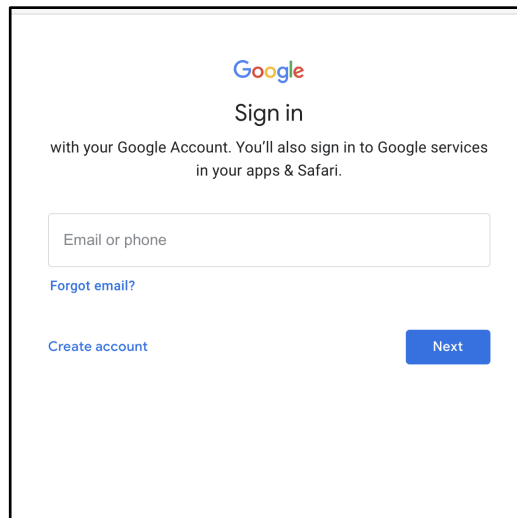 Google
Sign in
with your Google Account. You’ll also sign in to Google services
in your apps & Safari.
Email or phone
Forgot email?
Create account
Next